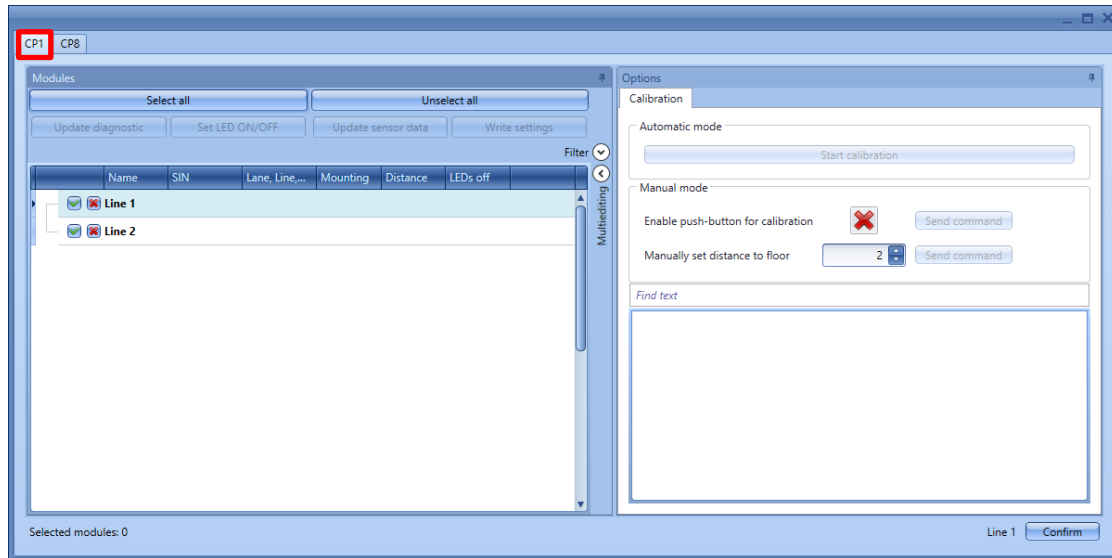 CP1 CP8
Modules
Select all Unselect all
Update diagnostic Set LED ON/OFF Update sensor data Write settings
Filter
Name SIN Lane, Line,... Mounting Distance LEDs off
Line 1
Line 2
Multiediting
Options
Calibration
Automatic mode
Start calibration
Manual mode
Enable push-button for calibration Send command
Manually set distance to floor 2 Send command
Find text
Selected modules: 0
Line 1 Confirm